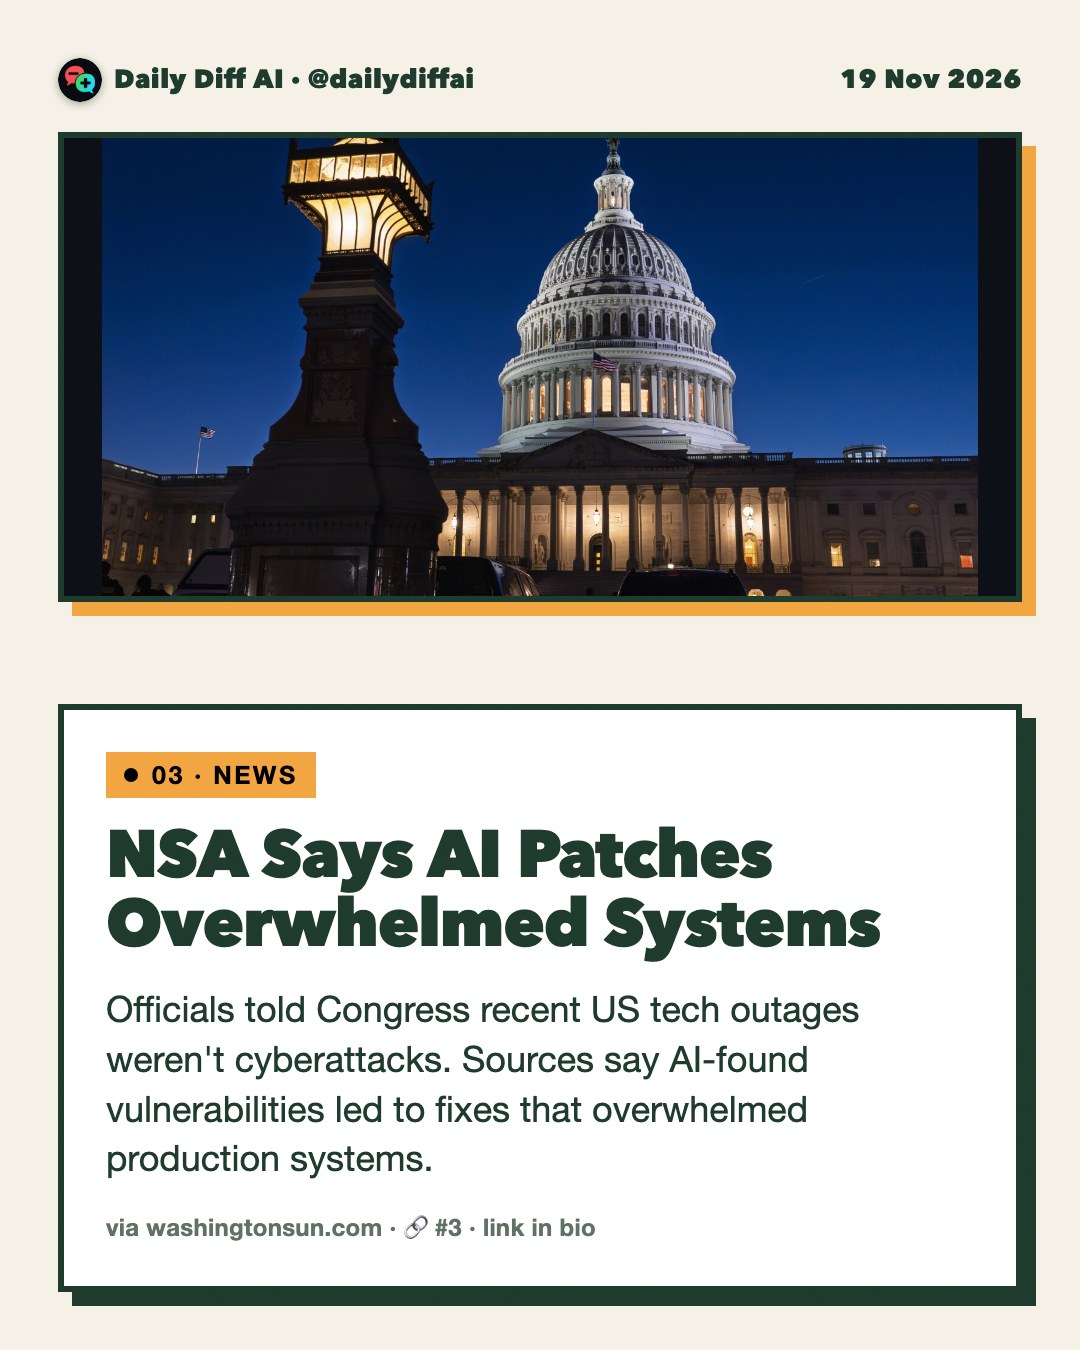 Daily Diff AI · @dailydiffai
19 Nov 2026
03 · NEWS
NSA Says AI Patches
Overwhelmed Systems
Officials told Congress recent US tech outages
weren't cyberattacks. Sources say AI-found
vulnerabilities led to fixes that overwhelmed
production systems.
via washingtonsun.com · 🔗 #3 · link in bio